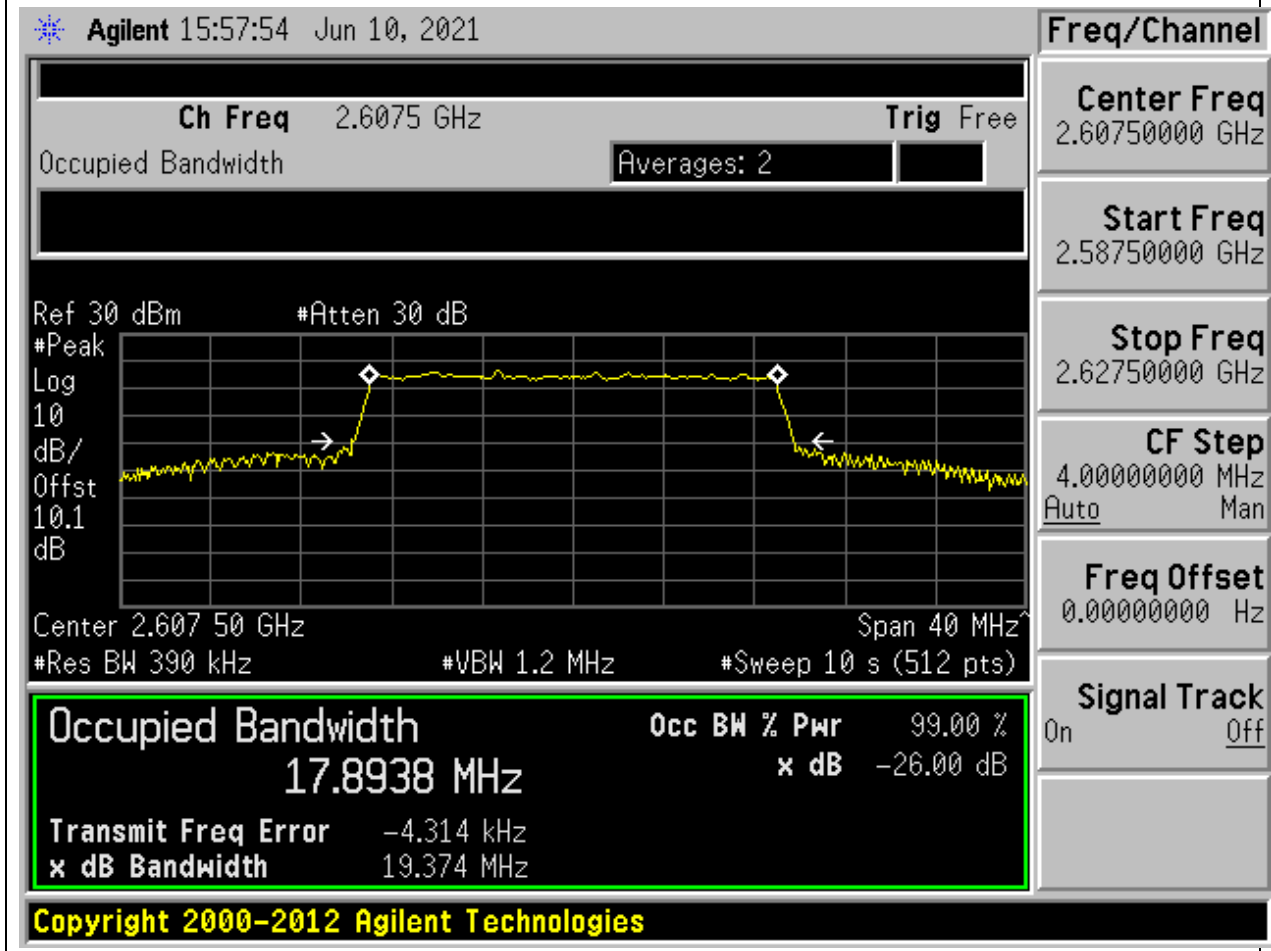 Agilent 15:57:54 Jun 10, 2021
Freq/Channel
Ch Freq 2.6075 GHz Trig Free
Occupied Bandwidth Averages: 2
Ref 30 dBm #Atten 30 dB
#Peak
Log
10
dB/
Offst
10.1
dB
Center 2.607 50 GHz Span 40 MHz^
#Res BW 390 kHz #VBW 1.2 MHz #Sweep 10 s (512 pts)
Occupied Bandwidth Occ BW % Pwr 99.00 %
17.8938 MHz x dB -26.00 dB
Transmit Freq Error -4.314 kHz
x dB Bandwidth 19.374 MHz
Copyright 2000-2012 Agilent Technologies
Center Freq
2.60750000 GHz
Start Freq
2.58750000 GHz
Stop Freq
2.62750000 GHz
CF Step
4.00000000 MHz
Auto Man
Freq Offset
0.00000000 Hz
Signal Track
On Off